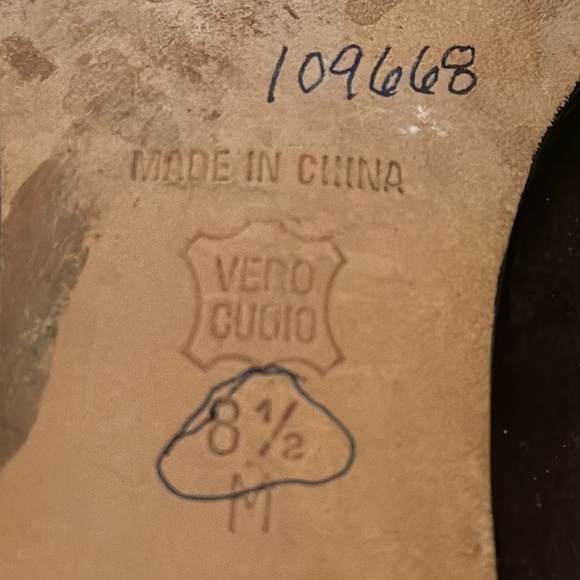 109668
MADE IN CHINA
VERO
CUOIO
8 1/2
M